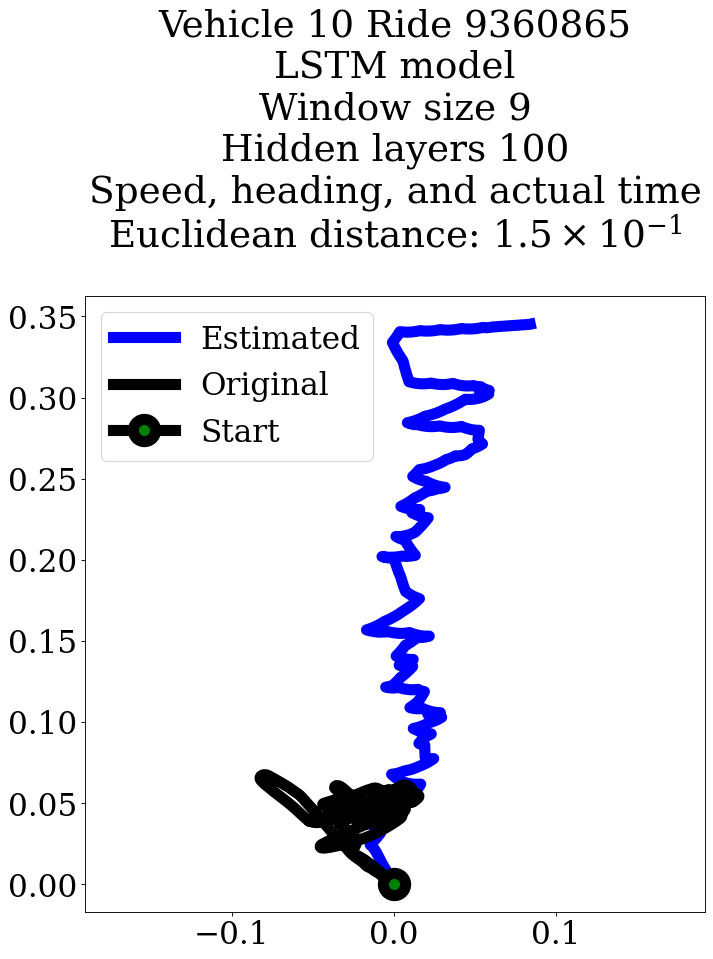 Vehicle 10 Ride 9360865
LSTM model
Window size 9
Hidden layers 100
Speed, heading, and actual time
Euclidean distance: 1.5 × 10⁻¹
0.35
0.30
0.25
0.20
0.15
0.10
0.05
0.00
Estimated
Original
Start
−0.1
0.0
0.1